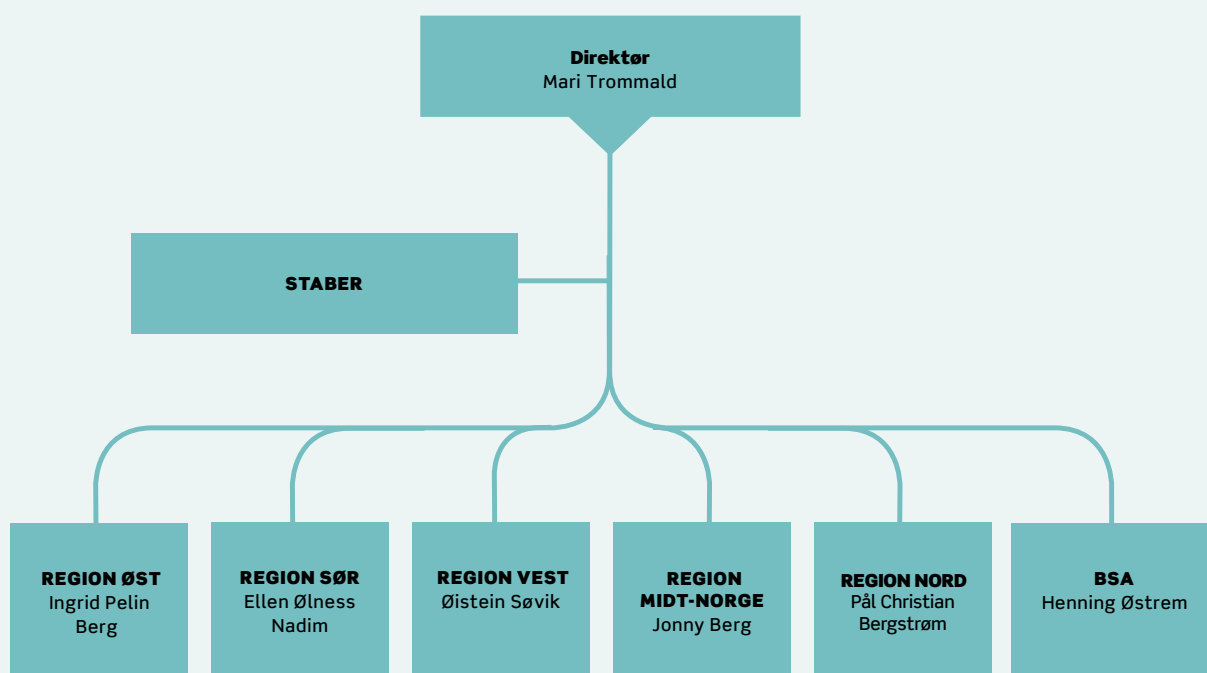 Direktør
Mari Trommald
STABER
REGION ØST
Ingrid Pelin
Berg
REGION SØR
Ellen Ølness
Nadim
REGION VEST
Øistein Søvik
REGION
MIDT-NORGE
Jonny Berg
REGION NORD
Pål Christian
Bergstrøm
BSA
Henning Østrem